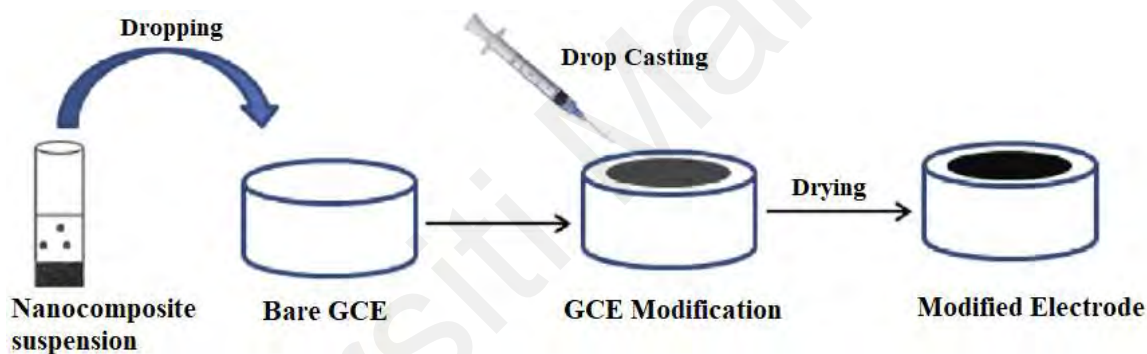 Dropping
Drop Casting
Drying
Nanocomposite
suspension
Bare GCE
GCE Modification
Modified Electrode